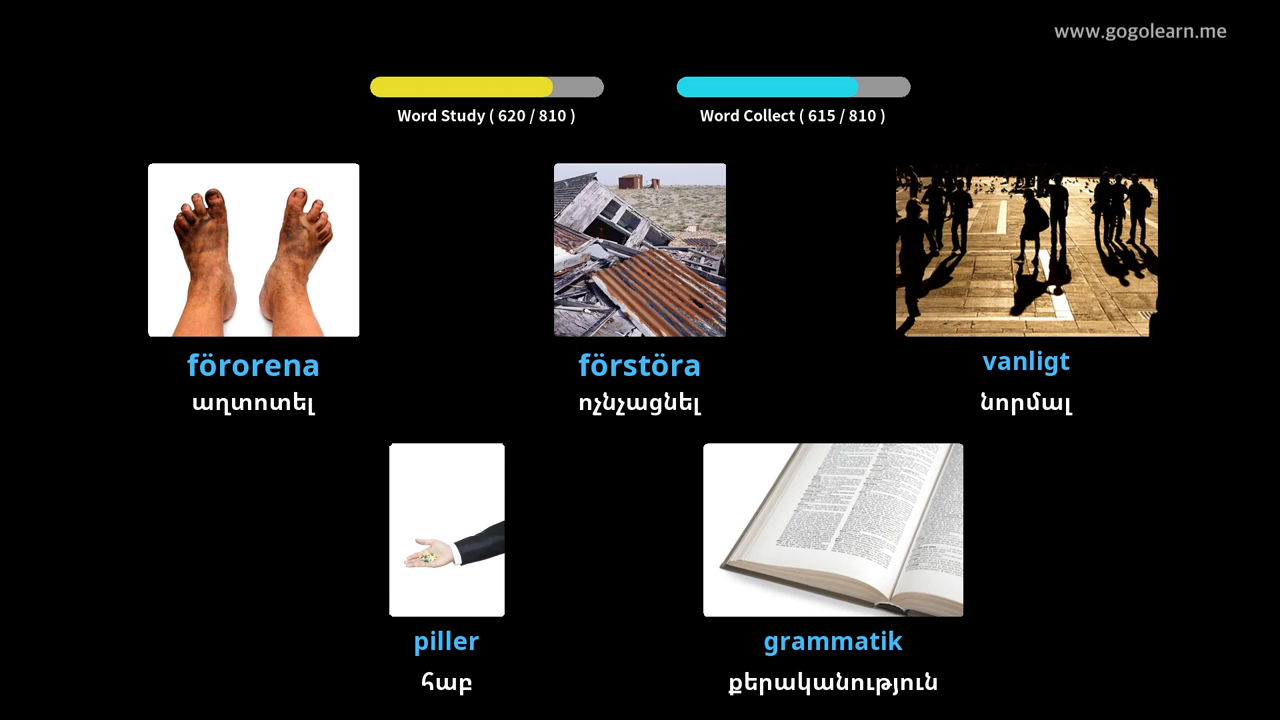 www.gogolearn.me
Word Study ( 620 / 810 )
Word Collect ( 615 / 810 )
förorena
աղտոտել
förstöra
ոչնչացնել
vanligt
նորմալ
piller
հաբ
grammatik
քերականություն